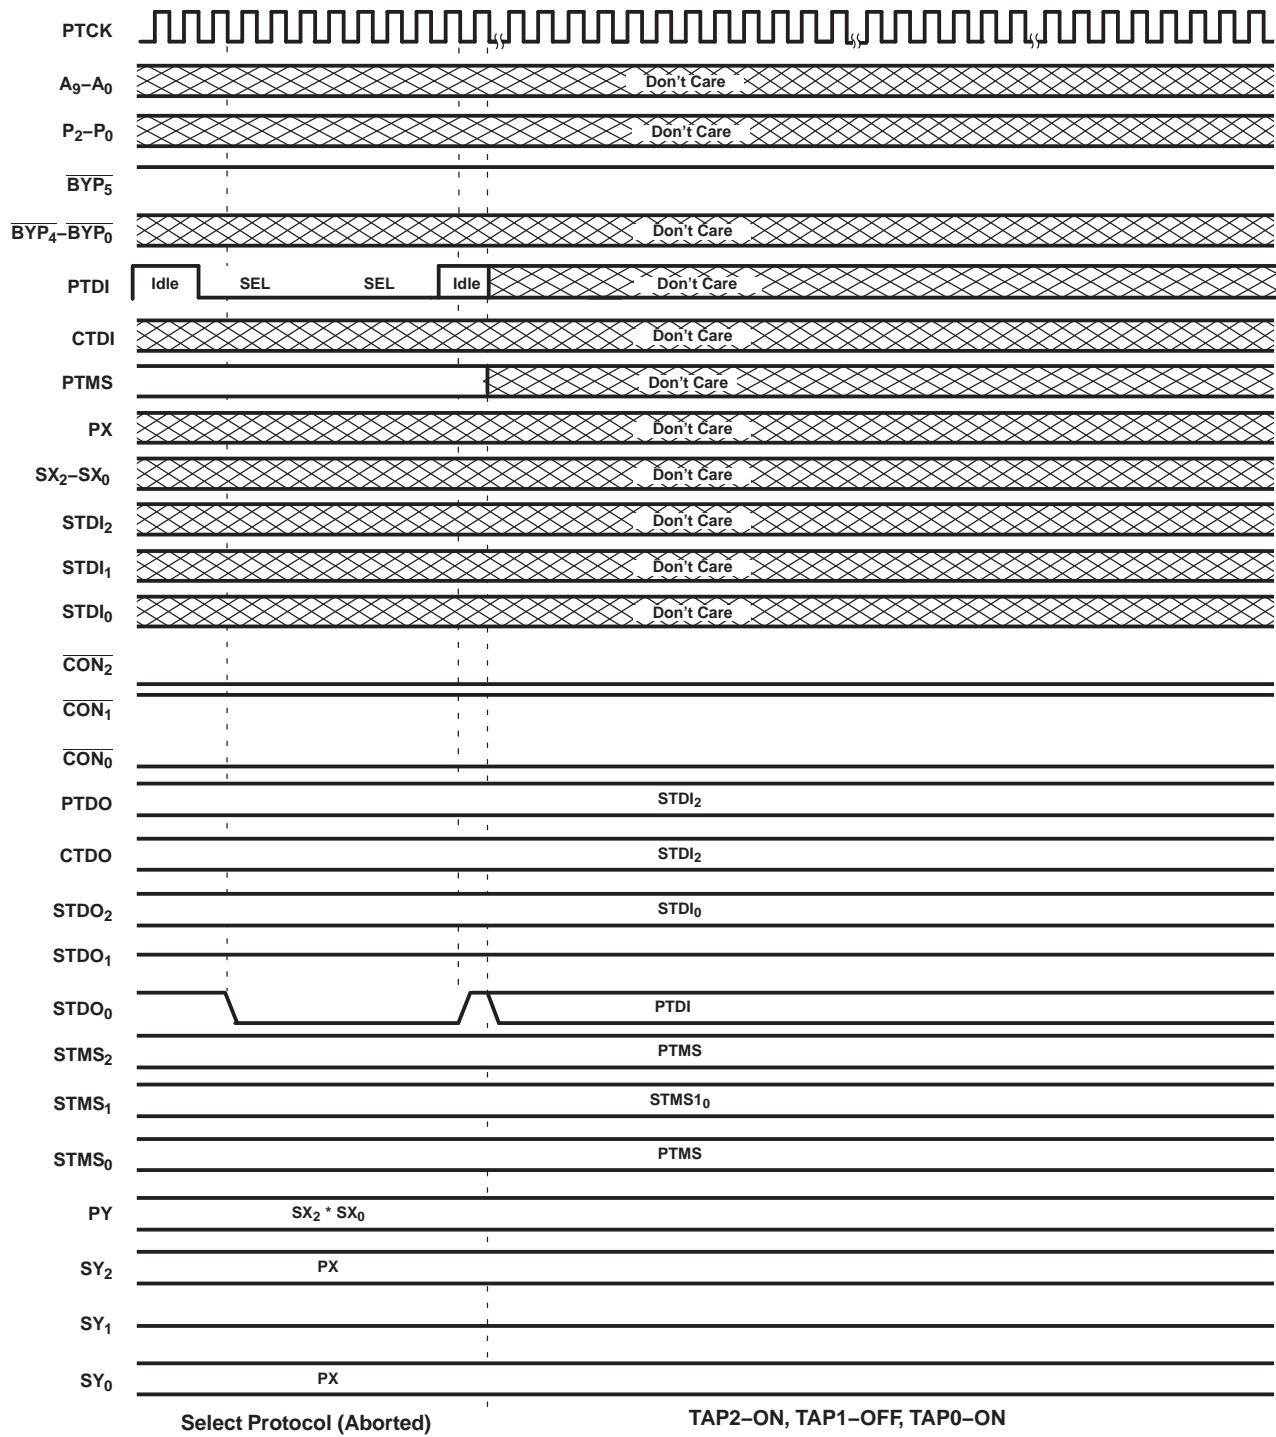 PTCK
A9–A0 Don't Care
P2–P0 Don't Care
BYP5
BYP4–BYP0 Don't Care
PTDI Idle SEL SEL Idle Don't Care
CTDI Don't Care
PTMS Don't Care
PX Don't Care
SX2–SX0 Don't Care
STDI2 Don't Care
STDI1 Don't Care
STDI0 Don't Care
CON2
CON1
CON0
PTDO STDI2
CTDO STDI2
STDO2 STDI0
STDO1
STDO0 PTDI
STMS2 PTMS
STMS1 STMS10
STMS0 PTMS
PY SX2 * SX0
SY2 PX
SY1
SY0 PX
Select Protocol (Aborted) TAP2–ON, TAP1–OFF, TAP0–ON